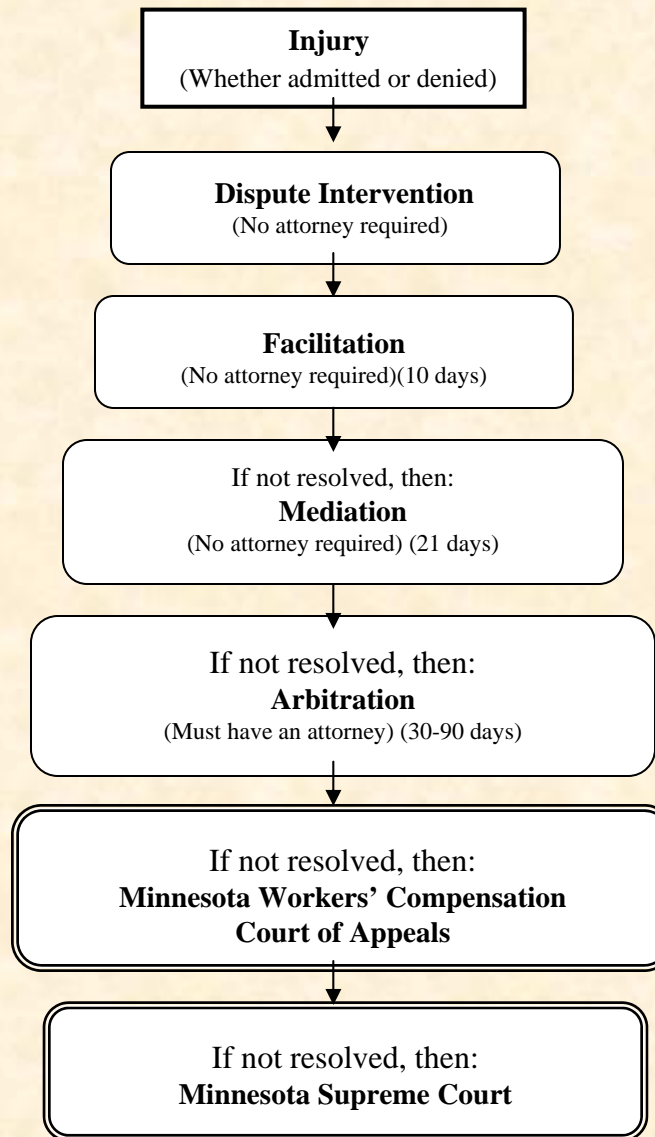 Injury
(Whether admitted or denied)
Dispute Intervention
(No attorney required)
Facilitation
(No attorney required)(10 days)
If not resolved, then:
Mediation
(No attorney required) (21 days)
If not resolved, then:
Arbitration
(Must have an attorney) (30-90 days)
If not resolved, then:
Minnesota Workers’ Compensation
Court of Appeals
If not resolved, then:
Minnesota Supreme Court